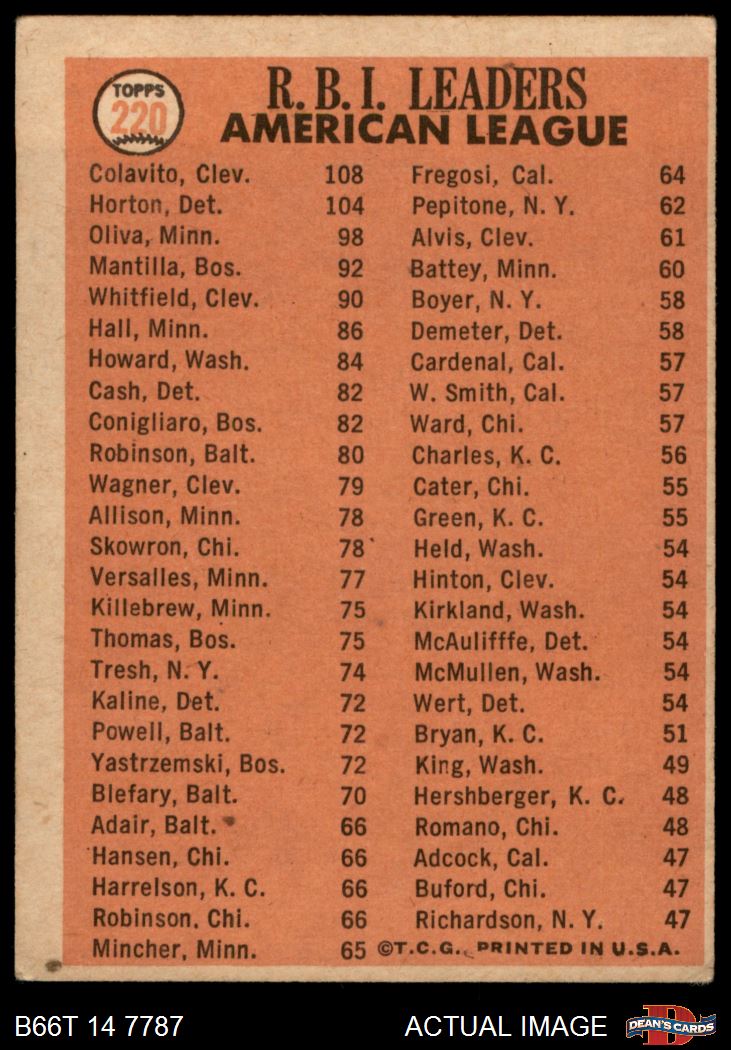 TOPPS
220
R. B. I. LEADERS
AMERICAN LEAGUE
Colavito, Clev. 108
Horton, Det. 104
Oliva, Minn. 98
Mantilla, Bos. 92
Whitfield, Clev. 90
Hall, Minn. 86
Howard, Wash. 84
Cash, Det. 82
Conigliaro, Bos. 82
Robinson, Balt. 80
Wagner, Clev. 79
Allison, Minn. 78
Skowron, Chi. 78
Versalles, Minn. 77
Killebrew, Minn. 75
Thomas, Bos. 75
Tresh, N. Y. 74
Kaline, Det. 72
Powell, Balt. 72
Yastrzemski, Bos. 72
Blefary, Balt. 70
Adair, Balt. 66
Hansen, Chi. 66
Harrelson, K. C. 66
Robinson, Chi. 66
Mincher, Minn. 65
Fregosi, Cal. 64
Pepitone, N. Y. 62
Alvis, Clev. 61
Battey, Minn. 60
Boyer, N. Y. 58
Demeter, Det. 58
Cardenal, Cal. 57
W. Smith, Cal. 57
Ward, Chi. 57
Charles, K. C. 56
Cater, Chi. 55
Green, K. C. 55
Held, Wash. 54
Hinton, Clev. 54
Kirkland, Wash. 54
McAulifffe, Det. 54
McMullen, Wash. 54
Wert, Det. 54
Bryan, K. C. 51
King, Wash. 49
Hershberger, K. C. 48
Romano, Chi. 48
Adcock, Cal. 47
Buford, Chi. 47
Richardson, N. Y. 47
©T.C.G. PRINTED IN U.S.A.
B66T 14 7787
ACTUAL IMAGE
D
DEAN'S CARDS